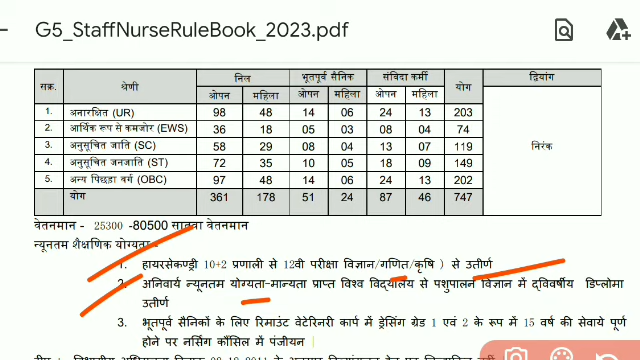 G5_StaffNurseRuleBook_2023.pdf
सक्र. श्रेणी निल भूतपूर्व सैनिक संविदा कर्मी योग द्वियांग
ओपन महिला ओपन महिला ओपन महिला
1. अनारक्षित (UR) 98 48 14 06 24 13 203
2. आर्थिक रूप से कमजोर (EWS) 36 18 05 03 08 04 74
3. अनुसूचित जाति (SC) 58 29 08 04 13 07 119
4. अनुसूचित जनजाति (ST) 72 35 10 05 18 09 149
5. अन्य पिछड़ा वर्ग (OBC) 97 48 14 06 24 13 202
योग 361 178 51 24 87 46 747
निरंक
वेतनमान - 25300 -80500 सातवा वेतनमान
न्यूनतम शैक्षणिक योग्यता-
1. हायरसेकण्ड्री 10+2 प्रणाली से 12वी परीक्षा विज्ञान/गणित/कृषि ) से उतीर्ण
2. अनिवार्य न्यूनतम योग्यता-मान्यता प्राप्त विश्व विद्यालय से पशुपालन विज्ञान में द्विवर्षीय डिप्लोमा
उतीर्ण
3. भूतपूर्व सैनिकों के लिए रिमाउंट वेटेरिनरी कार्प में ड्रेसिंग ग्रेड 1 एवं 2 के रूप में 15 वर्ष की सेवाये पूर्ण
होने पर नर्सिंग कौंसिल में पंजीयन